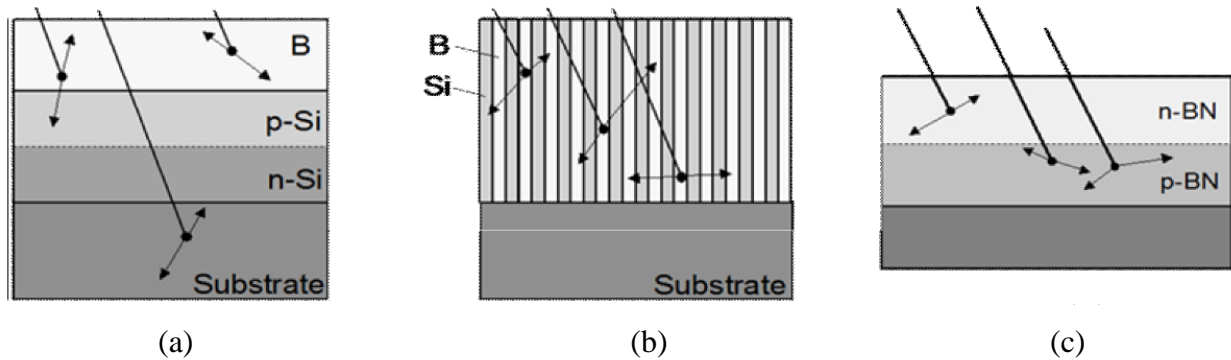 B
p-Si
n-Si
Substrate
(a)
B
Si
Substrate
(b)
n-BN
p-BN
(c)